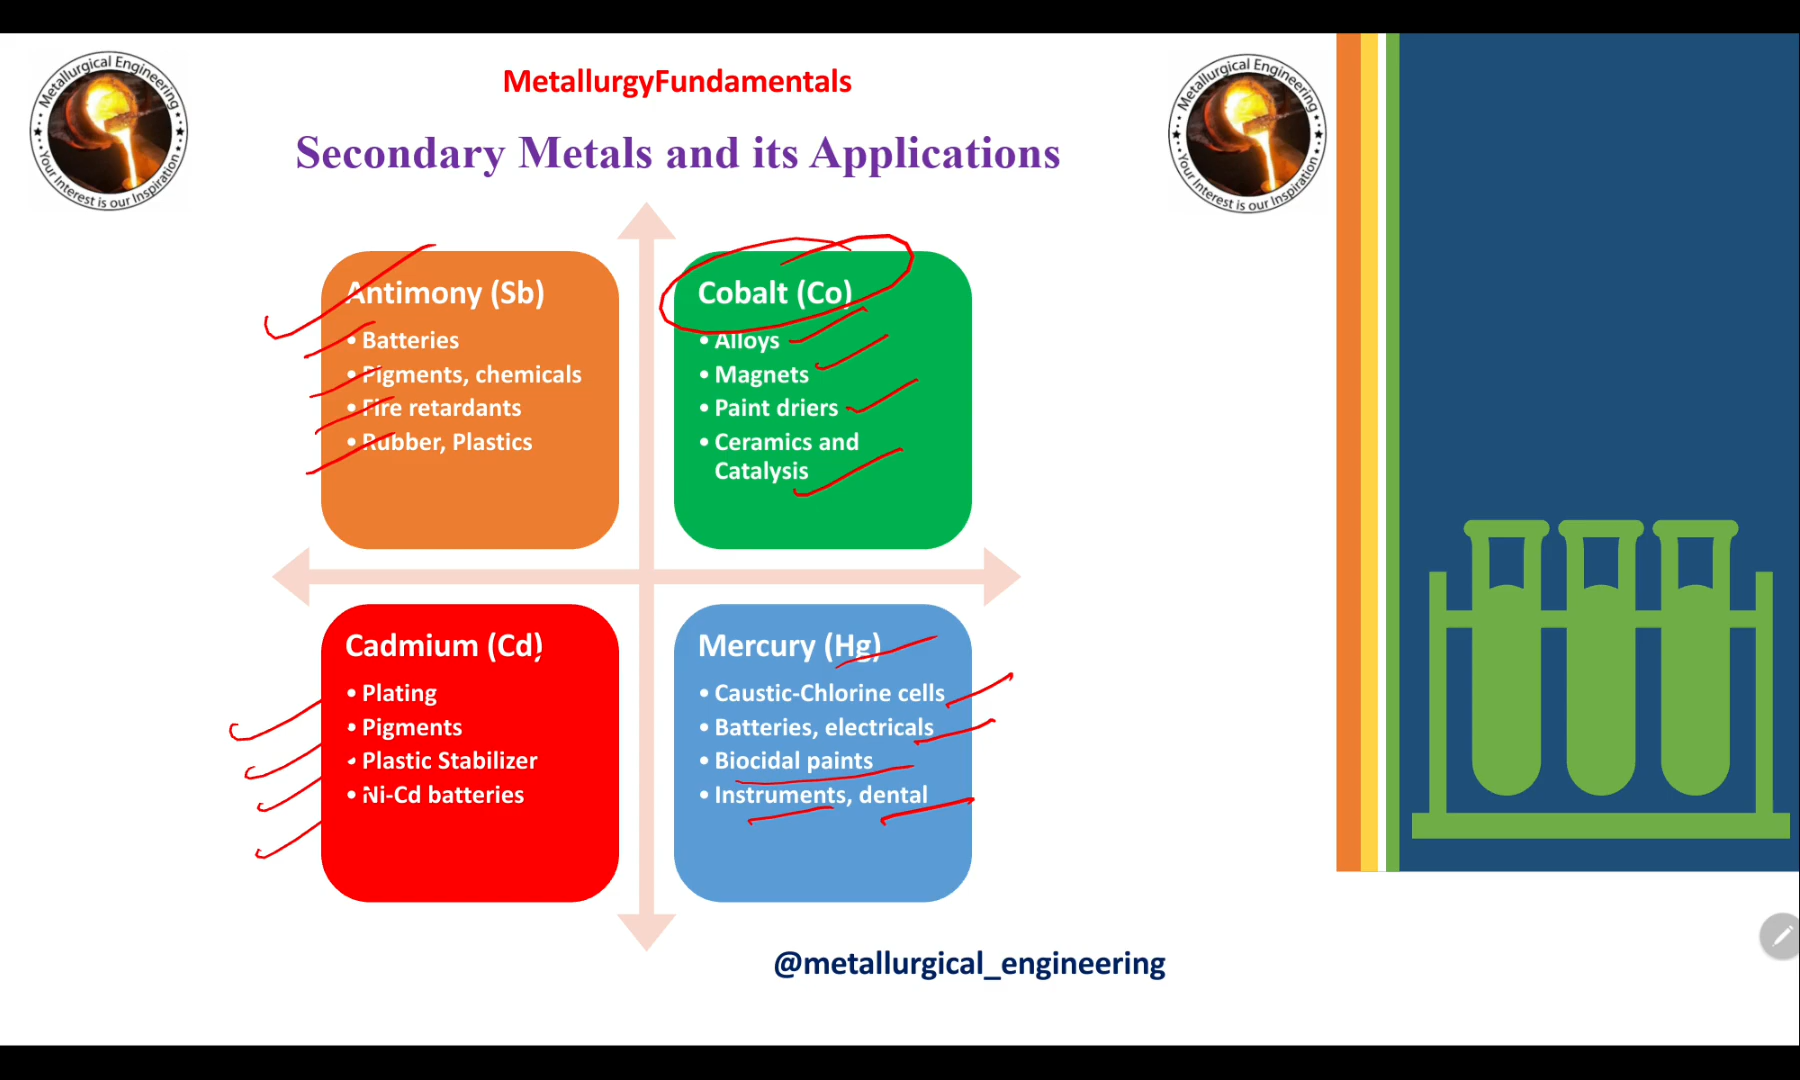 Metallurgical Engineering
Your Interest is our Inspiration
MetallurgyFundamentals
Metallurgical Engineering
Your Interest is our Inspiration
Secondary Metals and its Applications
Antimony (Sb)
• Batteries
• Pigments, chemicals
• Fire retardants
• Rubber, Plastics
Cobalt (Co)
• Alloys
• Magnets
• Paint driers
• Ceramics and
Catalysis
Cadmium (Cd)
• Plating
• Pigments
• Plastic Stabilizer
• Ni-Cd batteries
Mercury (Hg)
• Caustic-Chlorine cells
• Batteries, electricals
• Biocidal paints
• Instruments, dental
@metallurgical_engineering